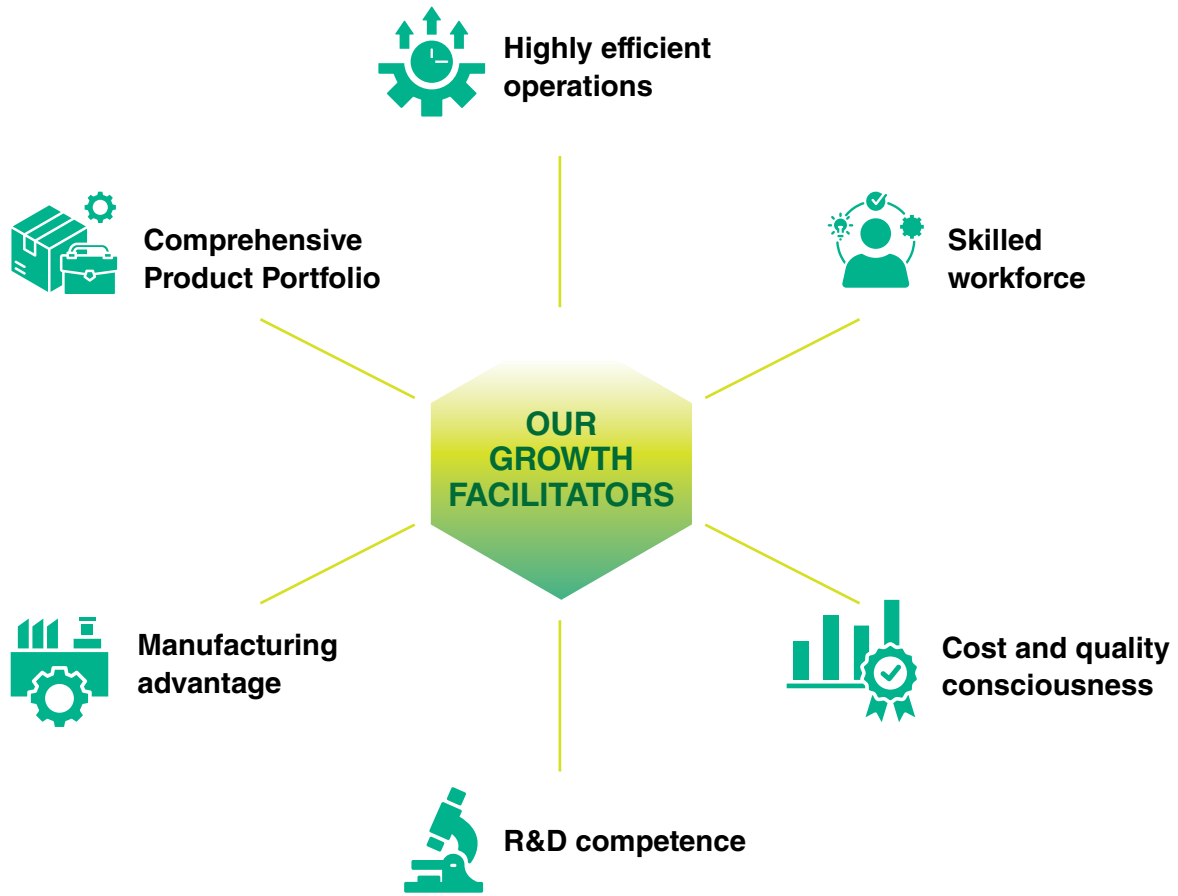 Highly efficient
operations
Comprehensive
Product Portfolio
Skilled
workforce
OUR
GROWTH
FACILITATORS
Manufacturing
advantage
Cost and quality
consciousness
R&D competence